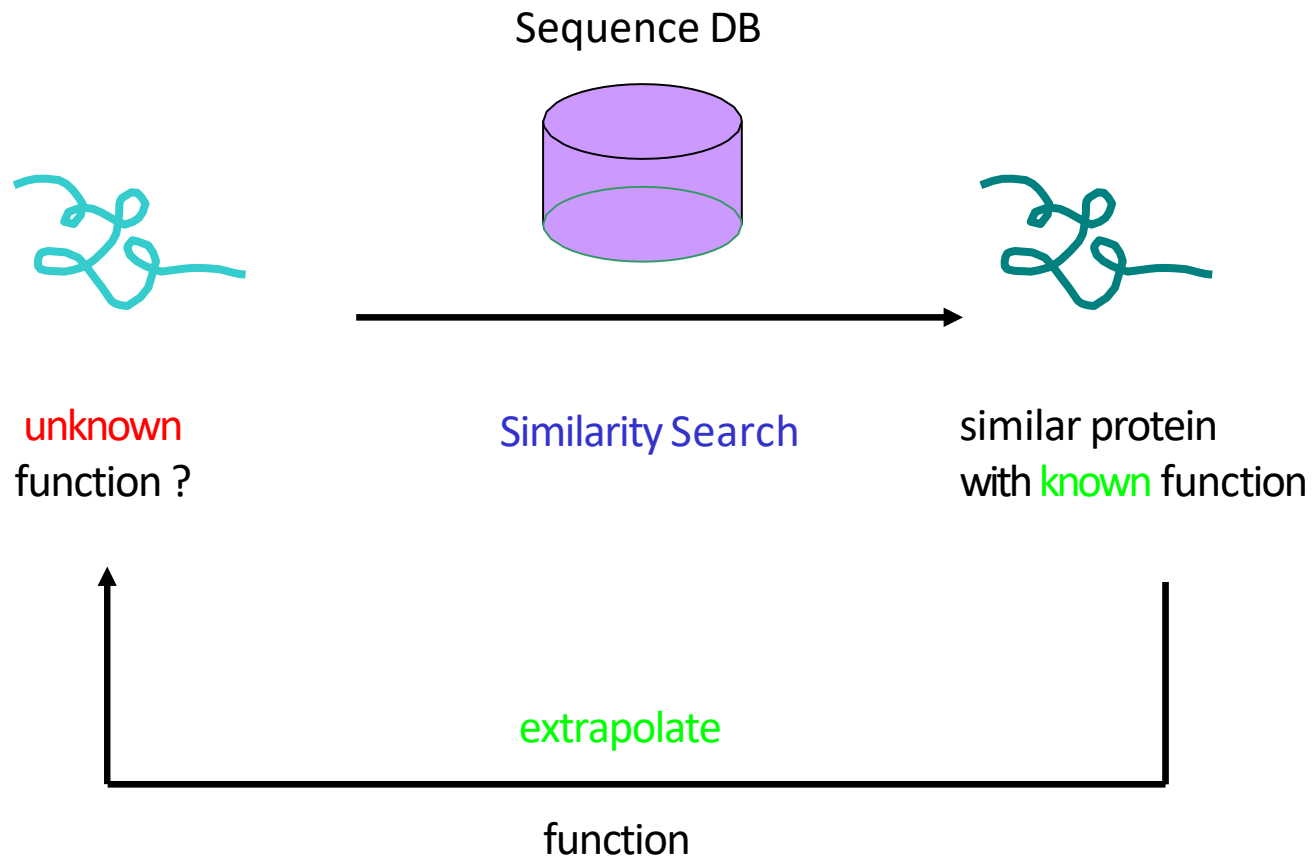 Sequence DB
unknown
function ?
Similarity Search
similar protein
with known function
extrapolate
function